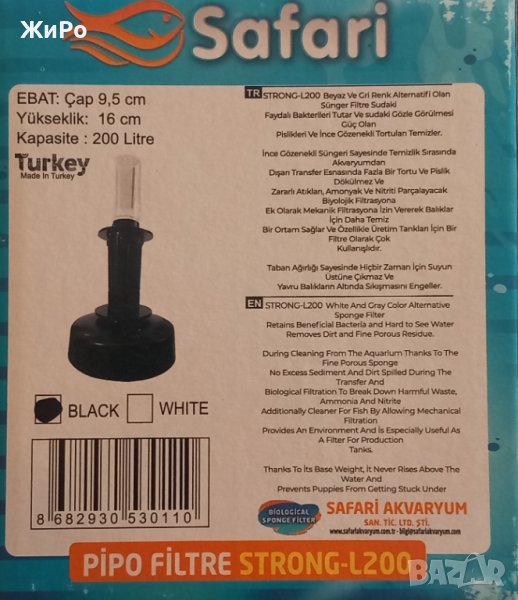 ЖиРо
Safari
EBAT: Çap 9,5 cm
Yükseklik: 16 cm
Kapasite : 200 Litre
Turkey
Made In Turkey
TR STRONG-L200 Beyaz Ve Gri Renk Alternatifi Olan
Sünger Filtre Sudaki
Faydalı Bakterileri Tutar Ve sudaki Gözle Görülmesi
Güç Olan
Pislikleri Ve İnce Gözenekli Tortuları Temizler.
İnce Gözenekli Süngeri Sayesinde Temizlik Sırasında
Akvaryumdan
Dışarı Transfer Esnasında Fazla Bir Tortu Ve Pislik
Dökülmez Ve
Zararlı Atıkları, Amonyak Ve Nitriti Parçalayacak
Biyolojik Filtrasyona
Ek Olarak Mekanik Filtrasyona İzin Vererek Balıklar
İçin Daha Temiz
Bir Ortam Sağlar Ve Özellikle Üretim Tankları İçin Bir
Filtre Olarak Çok
Kullanışlıdır.
Taban Ağırlığı Sayesinde Hiçbir Zaman İçin Suyun
Üstüne Çıkmaz Ve
Yavru Balıkların Altında Sıkışmasını Engeller.
EN STRONG-L200 White And Gray Color Alternative
Sponge Filter
Retains Beneficial Bacteria and Hard to See Water
Removes Dirt and Fine Porous Residue.
During Cleaning From The Aquarium Thanks To The
Fine Porous Sponge
No Excess Sediment And Dirt Spilled During The
Transfer And
Biological Filtration To Break Down Harmful Waste,
Ammonia And Nitrite
Additionally Cleaner For Fish By Allowing Mechanical
Filtration
Provides An Environment And İs Especially Useful As
A Filter For Production
Tanks.
Thanks To İts Base Weight, İt Never Rises Above The
Water And
Prevents Puppies From Getting Stuck Under
BLACK WHITE
8 682930 530110
BIOLOGICAL
SPONGE FILTER
SAFARI AKVARYUM
SAN. TİC. LTD. ŞTİ.
www.safariakvaryum.com.tr - bilgi@safariakvaryum.com
PİPO FİLTRE STRONG-L200
BAZAR